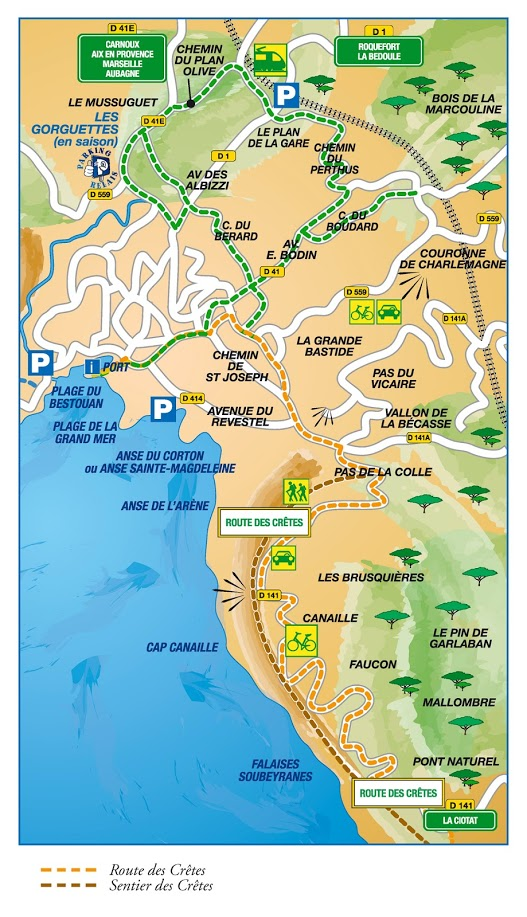 D 41E
D 1
CARNOUX
AIX EN PROVENCE
MARSEILLE
AUBAGNE
CHEMIN
DU PLAN
OLIVE
ROQUEFORT
LA BEDOULE
P
LE MUSSUGUET
BOIS DE LA
MARCOULINE
LES
GORGUETTES
(en saison)
D 41E
LE PLAN
DE LA GARE
CHEMIN
DU
PERTHUS
PARKING
RELAIS
D 1
AV DES
ALBIZZI
D 559
C. DU
BERARD
C. DU
BOUDARD
D 559
AV.
E. BODIN
COURONNE
DE CHARLEMAGNE
D 41
D 559
D 141A
LA GRANDE
BASTIDE
P
i
PORT
CHEMIN
DE
ST JOSEPH
PAS DU
VICAIRE
PLAGE DU
BESTOUAN
P
D 414
AVENUE DU
REVESTEL
VALLON DE
LA BÉCASSE
PLAGE DE LA
GRAND MER
D 141A
ANSE DU CORTON
ou ANSE SAINTE-MAGDELEINE
PAS DE LA COLLE
ANSE DE L'ARÈNE
ROUTE DES CRÊTES
LES BRUSQUIÈRES
D 141
CANAILLE
LE PIN DE
GARLABAN
CAP CANAILLE
FAUCON
MALLOMBRE
FALAISES
SOUBEYRANES
PONT NATUREL
ROUTE DES CRÊTES
D 141
LA CIOTAT
Route des Crêtes
Sentier des Crêtes